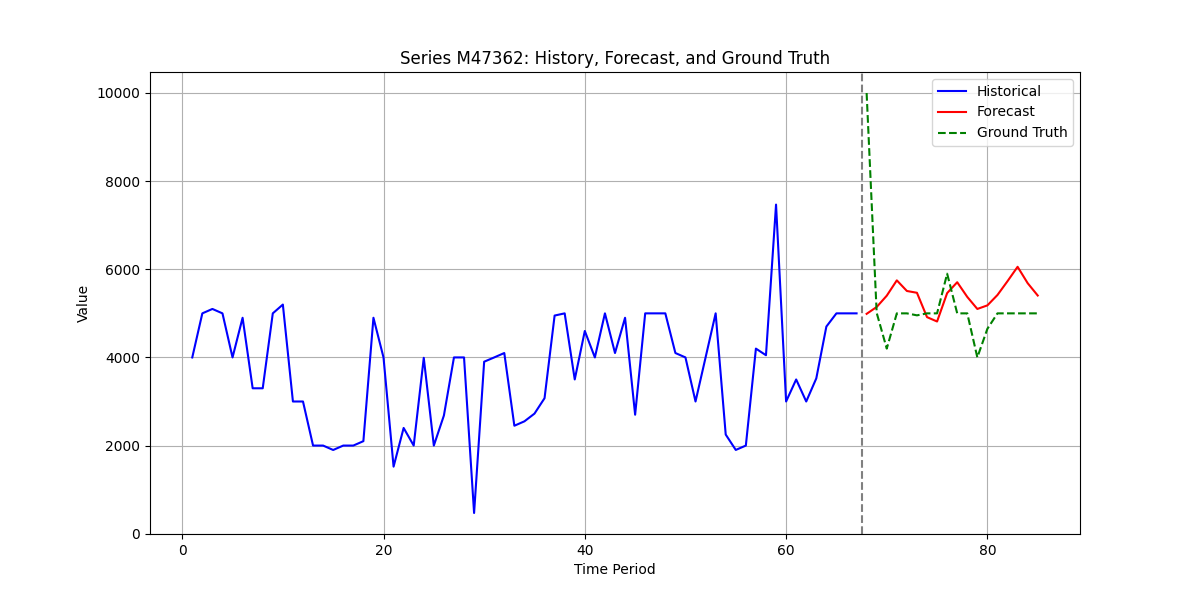 Series M47362: History, Forecast, and Ground Truth
Historical
Forecast
Ground Truth
Value
10000
8000
6000
4000
2000
0
0
20
40
60
80
Time Period